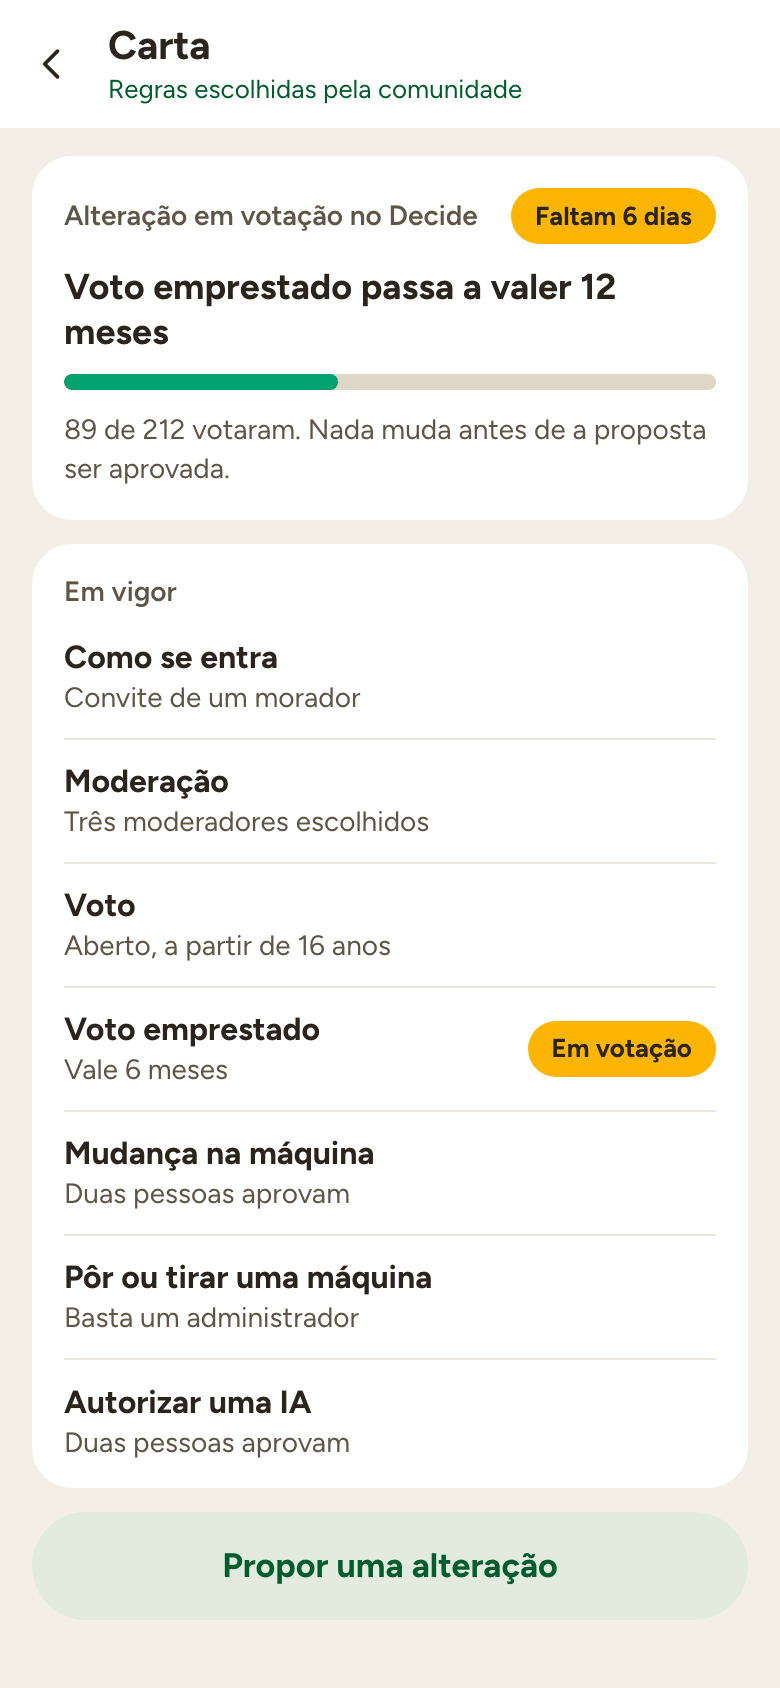 Carta
Regras escolhidas pela comunidade
Alteração em votação no Decide
Faltam 6 dias
Voto emprestado passa a valer 12
meses
89 de 212 votaram. Nada muda antes de a proposta
ser aprovada.
Em vigor
Como se entra
Convite de um morador
Moderação
Três moderadores escolhidos
Voto
Aberto, a partir de 16 anos
Voto emprestado
Vale 6 meses
Em votação
Mudança na máquina
Duas pessoas aprovam
Pôr ou tirar uma máquina
Basta um administrador
Autorizar uma IA
Duas pessoas aprovam
Propor uma alteração